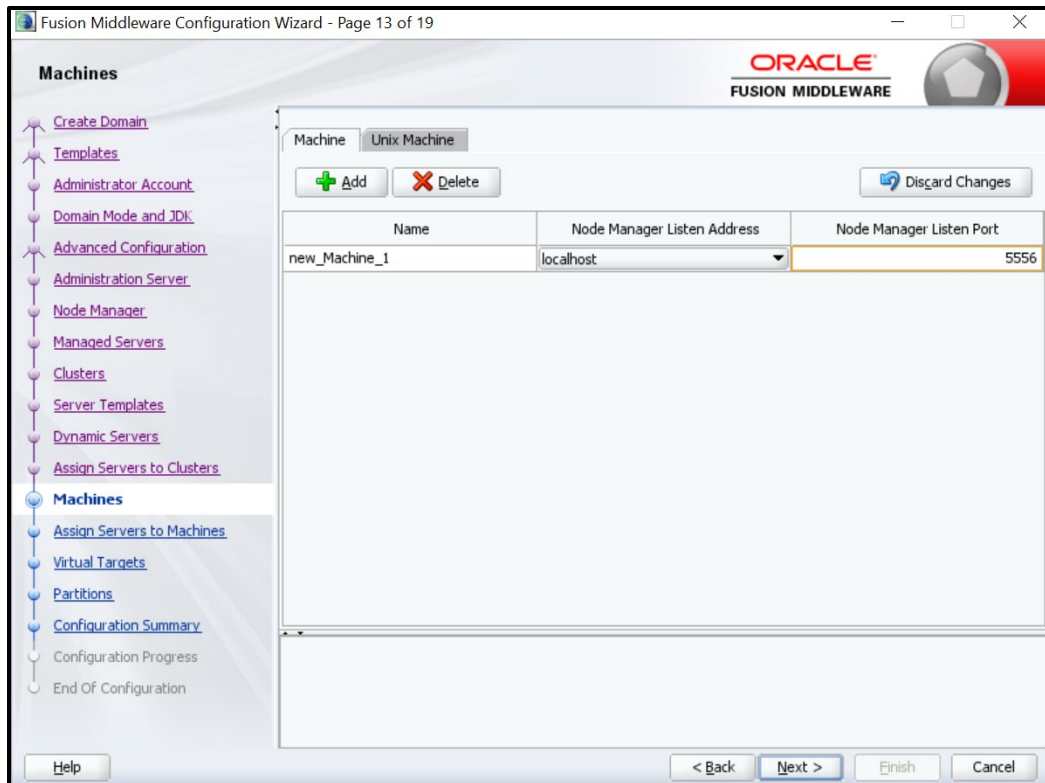 Fusion Middleware Configuration Wizard - Page 13 of 19
Machines
ORACLE
FUSION MIDDLEWARE
Create Domain
Templates
Administrator Account
Domain Mode and JDK
Advanced Configuration
Administration Server
Node Manager
Managed Servers
Clusters
Server Templates
Dynamic Servers
Assign Servers to Clusters
Machines
Assign Servers to Machines
Virtual Targets
Partitions
Configuration Summary
Configuration Progress
End Of Configuration
Machine Unix Machine
Add Delete Discard Changes
Name Node Manager Listen Address Node Manager Listen Port
new_Machine_1 localhost 5556
Help < Back Next > Finish Cancel